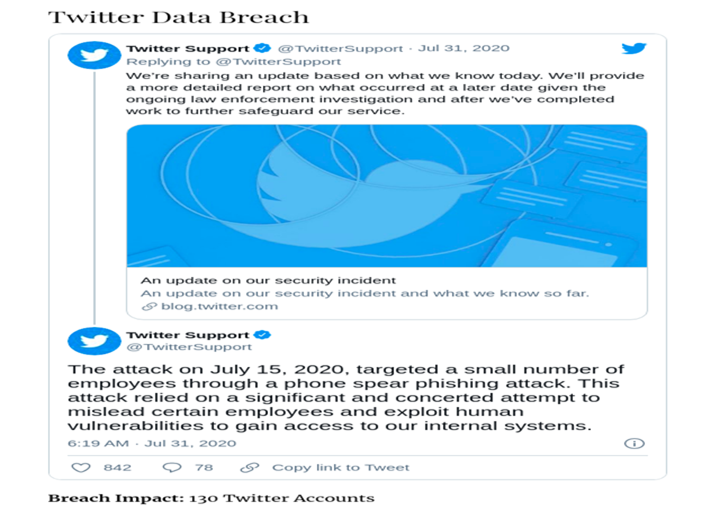 Twitter Data Breach
Twitter Support @TwitterSupport · Jul 31, 2020
Replying to @TwitterSupport
We're sharing an update based on what we know today. We'll provide
a more detailed report on what occurred at a later date given the
ongoing law enforcement investigation and after we've completed
work to further safeguard our service.
An update on our security incident
An update on our security incident and what we know so far.
blog.twitter.com
Twitter Support
@TwitterSupport
The attack on July 15, 2020, targeted a small number of
employees through a phone spear phishing attack. This
attack relied on a significant and concerted attempt to
mislead certain employees and exploit human
vulnerabilities to gain access to our internal systems.
6:19 AM · Jul 31, 2020
842 78 Copy link to Tweet
Breach Impact: 130 Twitter Accounts